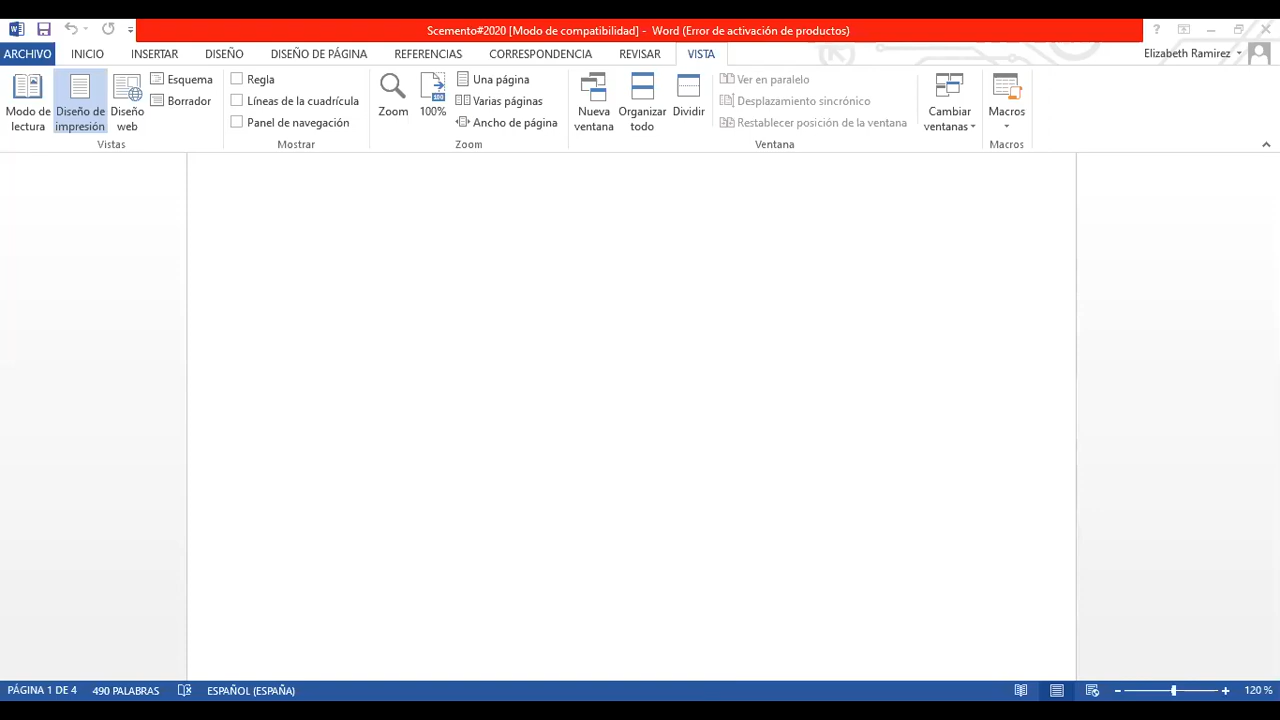 Scemento#2020 [Modo de compatibilidad] - Word (Error de activación de productos)
ARCHIVO INICIO INSERTAR DISEÑO DISEÑO DE PÁGINA REFERENCIAS CORRESPONDENCIA REVISAR VISTA Elizabeth Ramirez
Modo de lectura
Diseño de impresión
Diseño web
Esquema
Borrador
Vistas
Regla
Líneas de la cuadrícula
Panel de navegación
Mostrar
Zoom
100%
Una página
Varias páginas
Ancho de página
Zoom
Nueva ventana
Organizar todo
Dividir
Ver en paralelo
Desplazamiento sincrónico
Restablecer posición de la ventana
Ventana
Cambiar ventanas
Macros
Macros
PÁGINA 1 DE 4 490 PALABRAS ESPAÑOL (ESPAÑA) 120 %